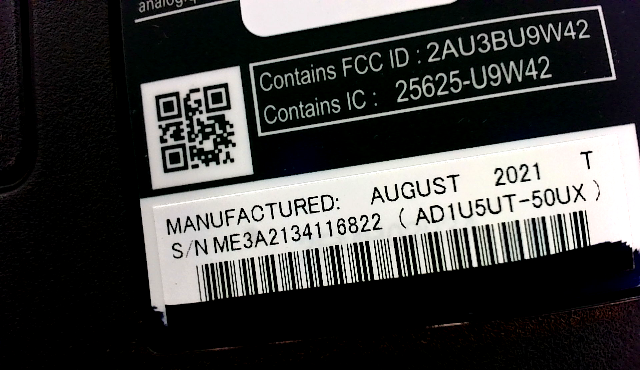 Contains FCC ID : 2AU3BU9W42
Contains IC : 25625-U9W42
MANUFACTURED: AUGUST 2021 T
S/N ME3A2134116822 ( AD1U5UT-50UX )